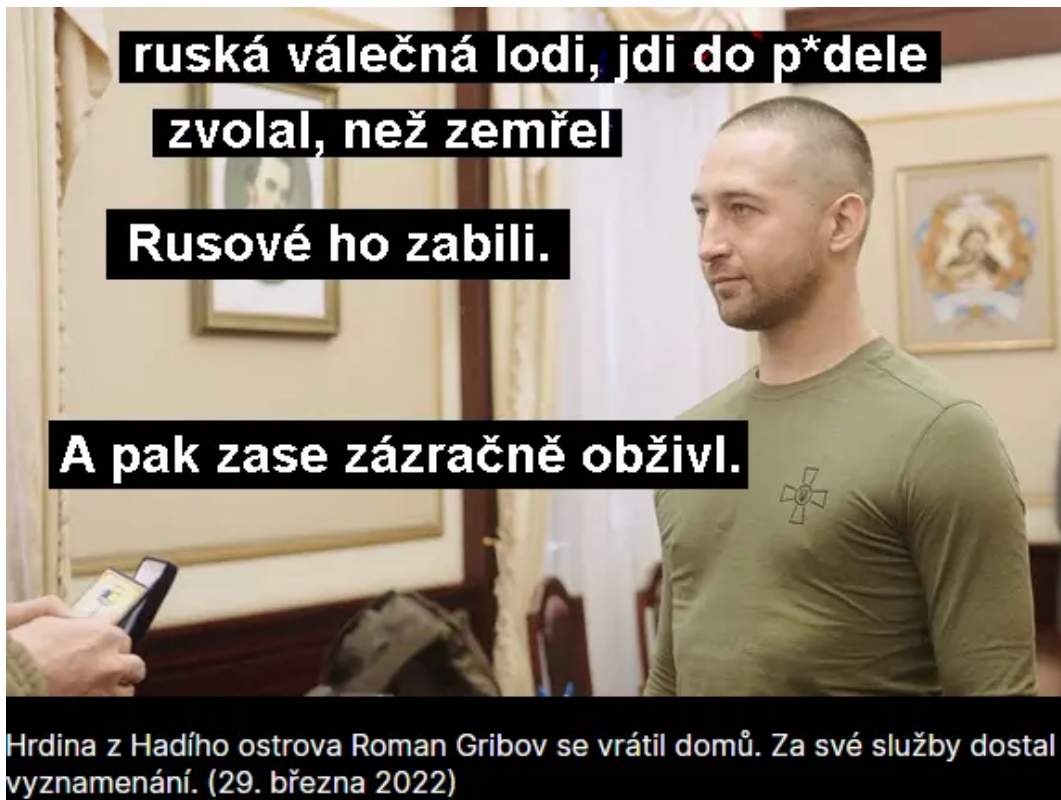 ruská válečná lodi, jdi do p*dele
zvolal, než zemřel
Rusové ho zabili.
A pak zase zázračně obživl.
Hrdina z Hadího ostrova Roman Gribov se vrátil domů. Za své služby dostal
vyznamenání. (29. března 2022)